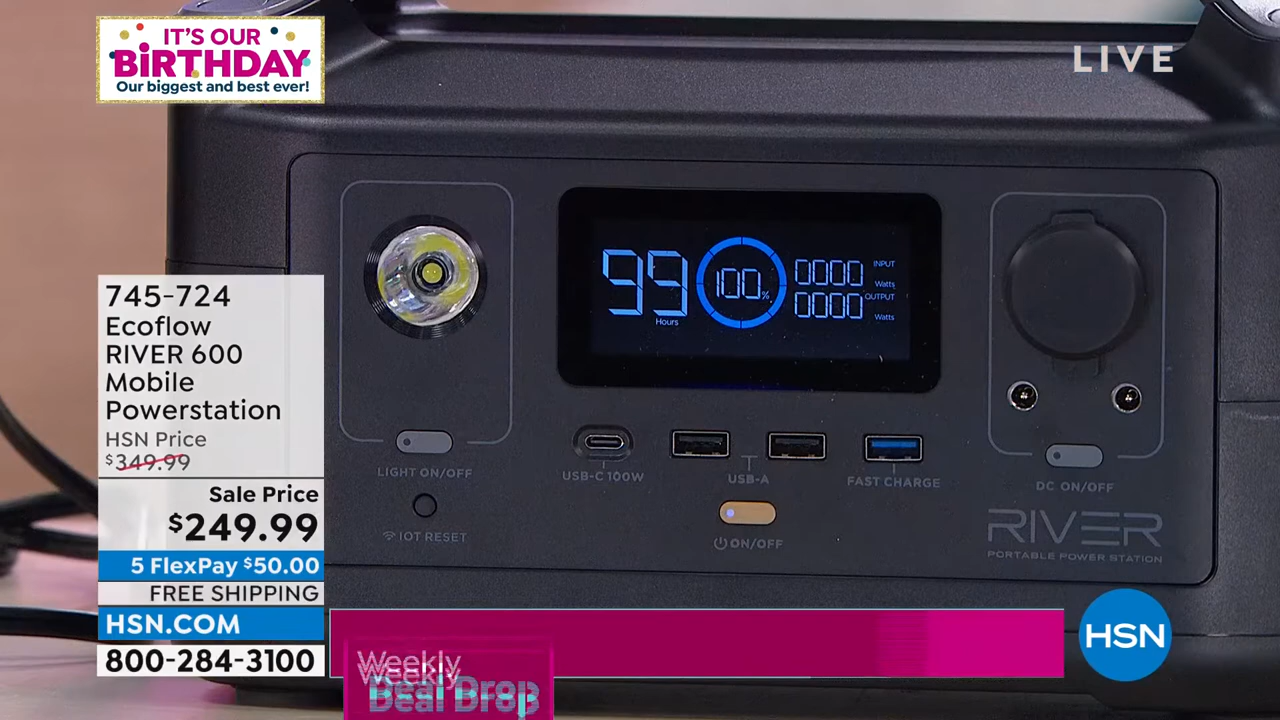 IT'S OUR
BIRTHDAY
Our biggest and best ever!
LIVE
745-724
Ecoflow
RIVER 600
Mobile
Powerstation
HSN Price
$349.99
Sale Price
$249.99
5 FlexPay $50.00
FREE SHIPPING
HSN.COM
800-284-3100
99
Hours
100%
0000 INPUT Watts
0000 OUTPUT Watts
LIGHT ON/OFF
USB-C 100W
USB-A
FAST CHARGE
DC ON/OFF
IOT RESET
ON/OFF
RIVER
PORTABLE POWER STATION
Weekly
Deal Drop
HSN